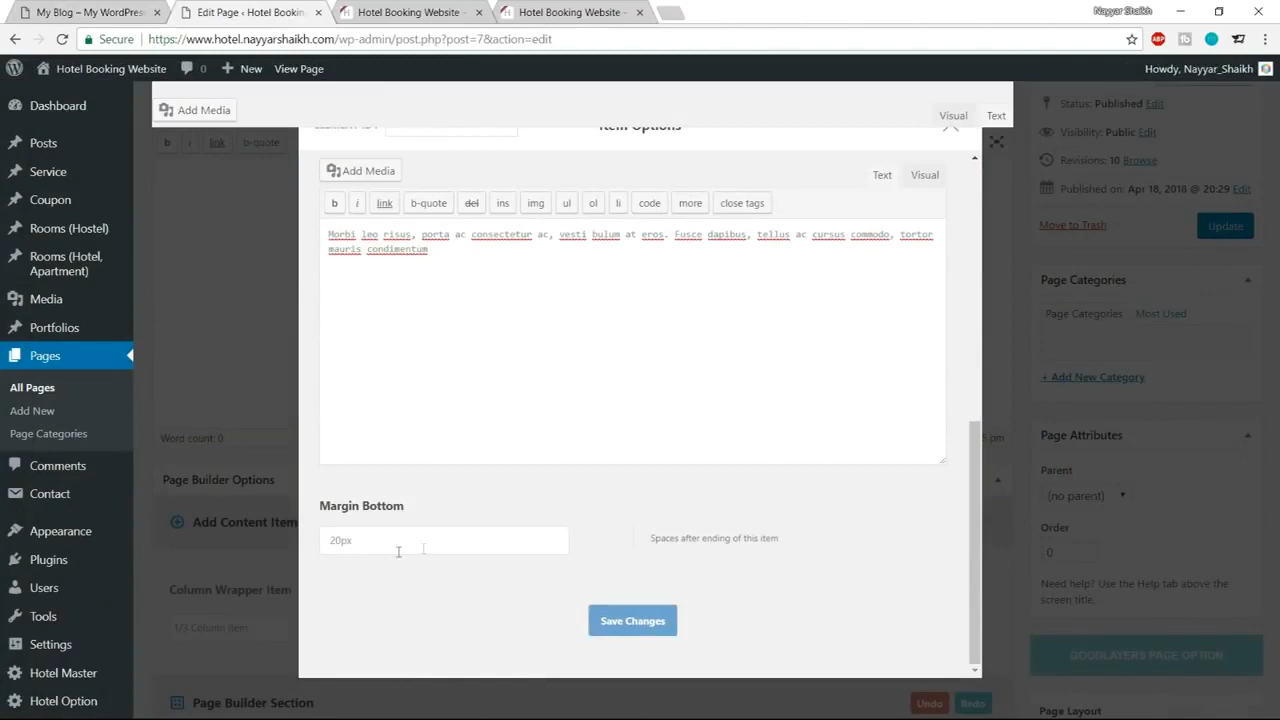 My Blog – My WordPress
Edit Page ‹ Hotel Booking
Hotel Booking Website -
Hotel Booking Website -
Nayyar Shaikh
Secure
https://www.hotel.nayyarshaikh.com/wp-admin/post.php?post=7&action=edit
ABP
Hotel Booking Website
0
New
View Page
Howdy, Nayyar_Shaikh
Dashboard
Posts
Service
Coupon
Rooms (Hostel)
Rooms (Hotel,
Apartment)
Media
Portfolios
Pages
All Pages
Add New
Page Categories
Comments
Contact
Appearance
Plugins
Users
Tools
Settings
Hotel Master
Hotel Option
Add Media
Visual
Text
b
i
link
b-quote
Word count: 0
Page Builder Options
Add Content Item
Column Wrapper Item
1/3 Column Item
Page Builder Section
Undo
Redo
Item Options
Add Media
Text
Visual
b
i
link
b-quote
del
ins
img
ul
ol
li
code
more
close tags
Morbi leo risus, porta ac consectetur ac, vesti bulum at eros. Fusce dapibus, tellus ac cursus commodo, tortor
mauris condimentum
Margin Bottom
20px
Spaces after ending of this item
Save Changes
Status: Published Edit
Visibility: Public Edit
Revisions: 10 Browse
Published on: Apr 18, 2018 @ 20:29 Edit
Move to Trash
Update
Page Categories
Page Categories
Most Used
+ Add New Category
Page Attributes
Parent
(no parent)
Order
0
Need help? Use the Help tab above the
screen title.
GOODLAYERS PAGE OPTION
Page Layout